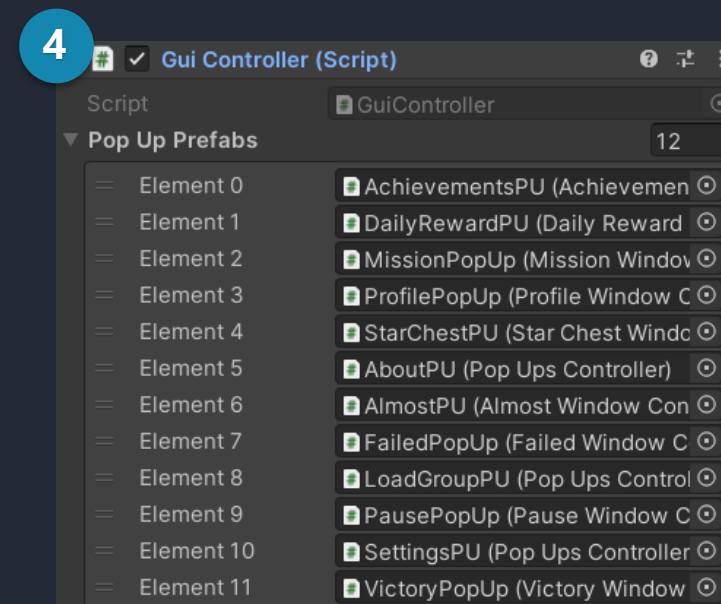 4
Gui Controller (Script)
Script GuiController
Pop Up Prefabs 12
Element 0 AchievementsPU (Achievemen
Element 1 DailyRewardPU (Daily Reward
Element 2 MissionPopUp (Mission Window
Element 3 ProfilePopUp (Profile Window C
Element 4 StarChestPU (Star Chest Windo
Element 5 AboutPU (Pop Ups Controller)
Element 6 AlmostPU (Almost Window Con
Element 7 FailedPopUp (Failed Window C
Element 8 LoadGroupPU (Pop Ups Control
Element 9 PausePopUp (Pause Window C
Element 10 SettingsPU (Pop Ups Controller
Element 11 VictoryPopUp (Victory Window